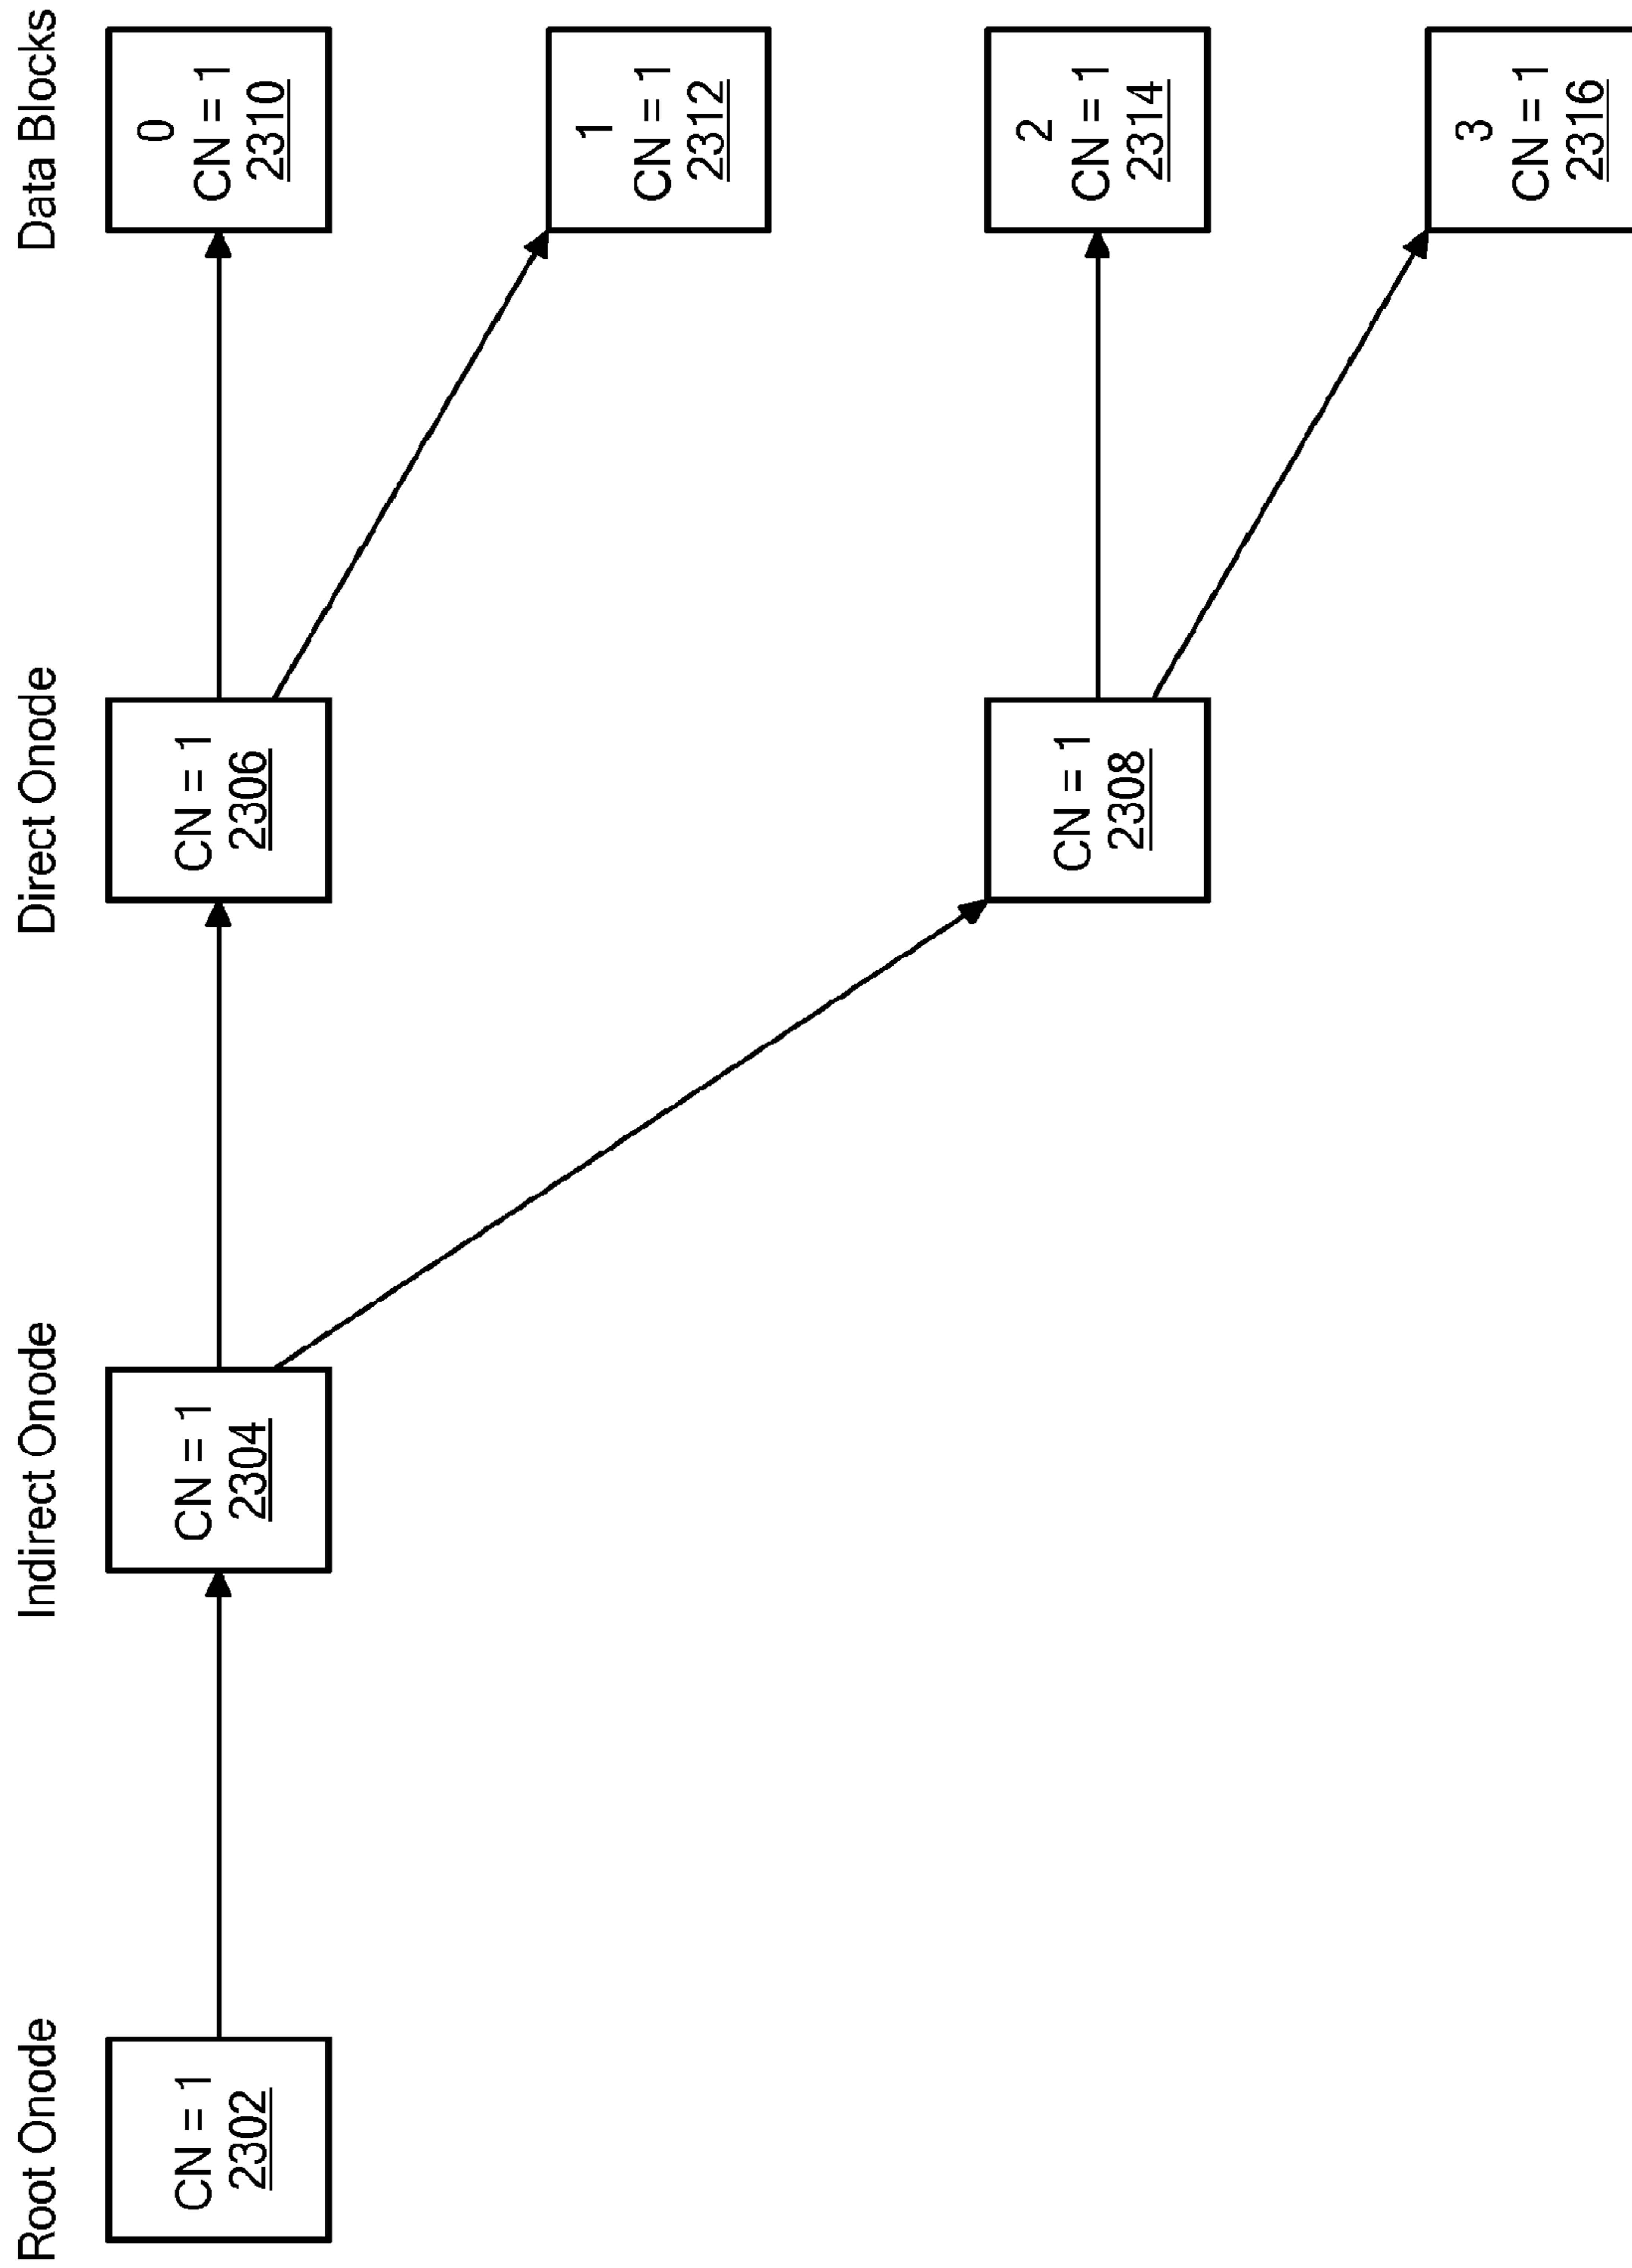 Root Onode
Indirect Onode
Direct Onode
Data Blocks
CN = 1
2302
CN = 1
2304
CN = 1
2306
0
CN = 1
2310
1
CN = 1
2312
CN = 1
2308
2
CN = 1
2314
3
CN = 1
2316